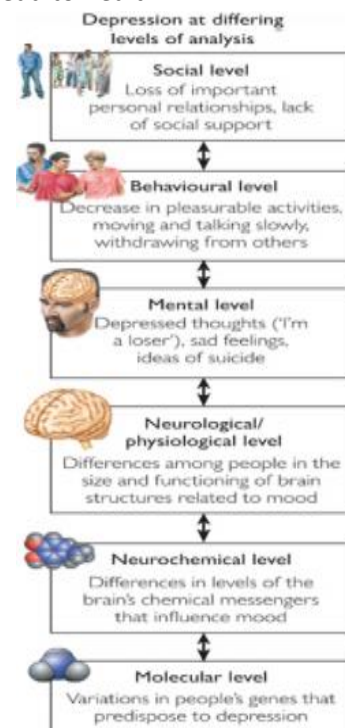 Depression at differing
levels of analysis
Social level
Loss of important
personal relationships, lack
of social support
Behavioural level
Decrease in pleasurable activities,
moving and talking slowly,
withdrawing from others
Mental level
Depressed thoughts ('I'm
a loser'), sad feelings,
ideas of suicide
Neurological/
physiological level
Differences among people in the
size and functioning of brain
structures related to mood
Neurochemical level
Differences in levels of the
brain's chemical messengers
that influence mood
Molecular level
Variations in people's genes that
predispose to depression